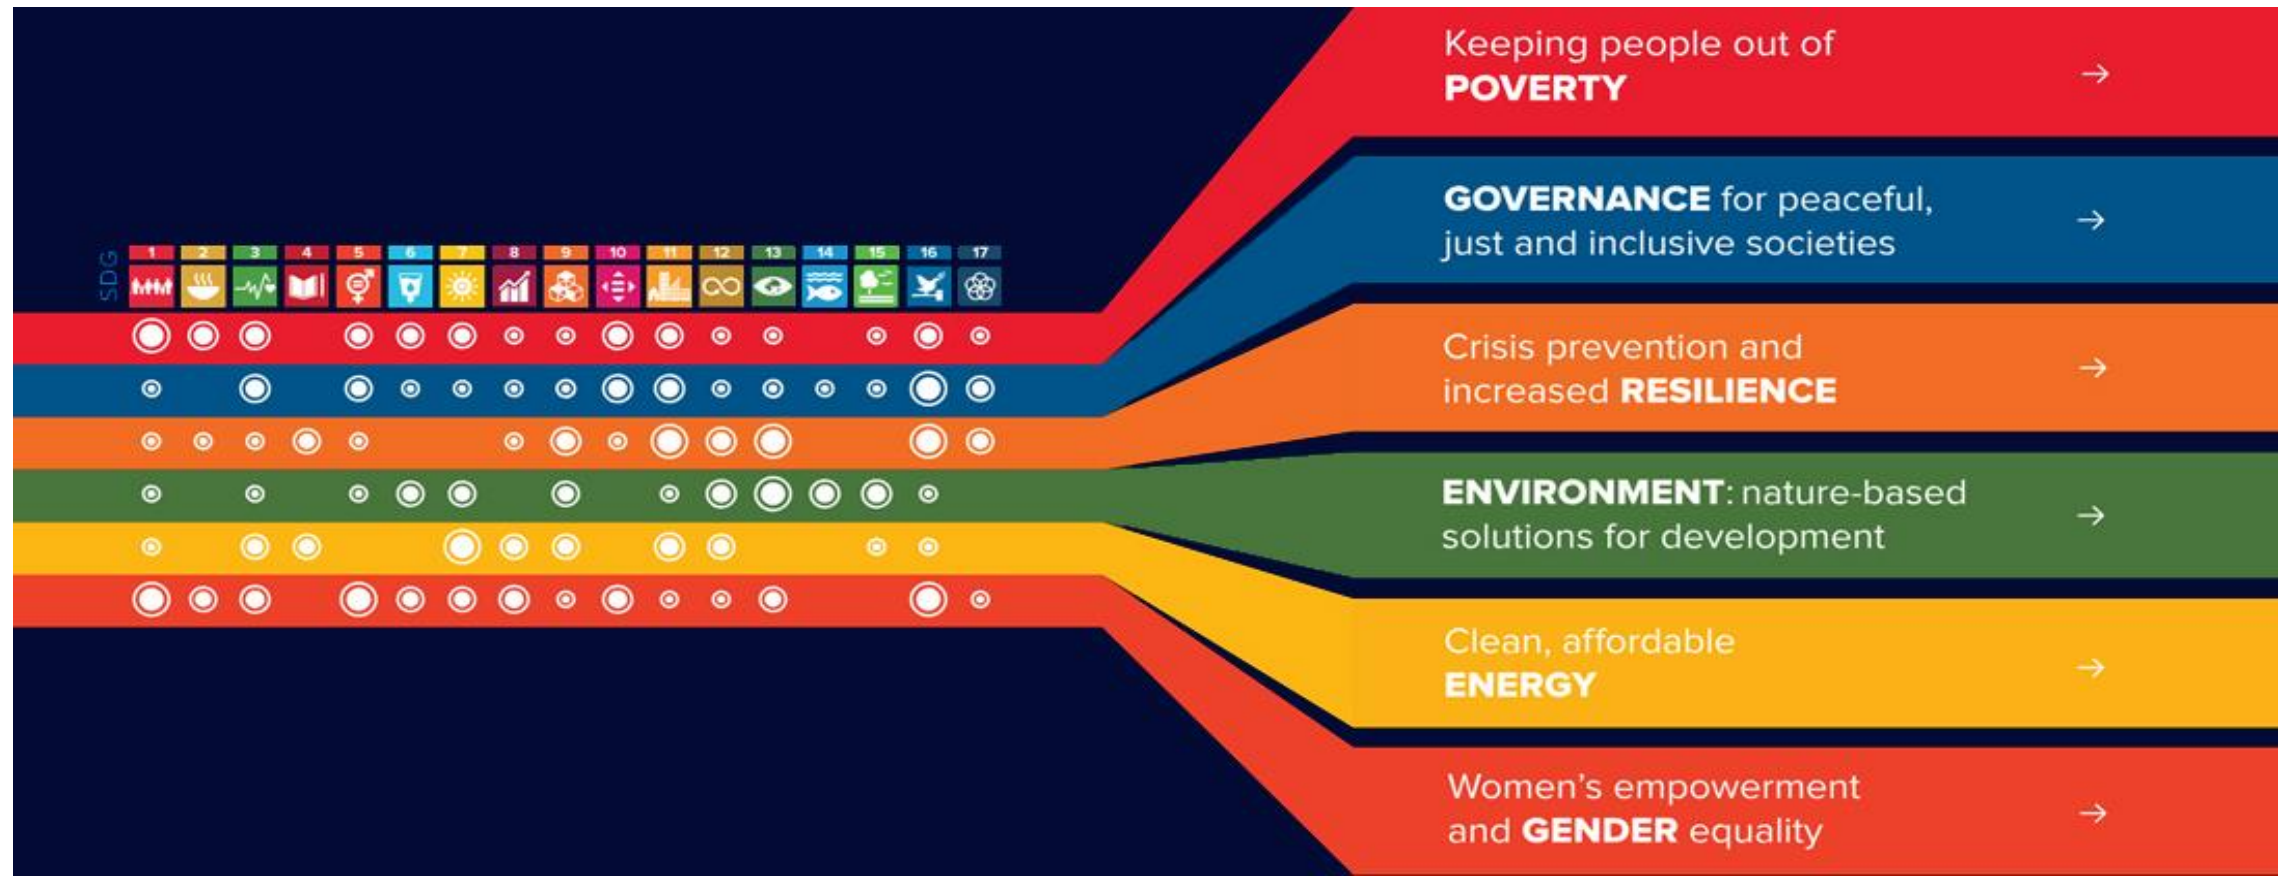 Keeping people out of
POVERTY
GOVERNANCE for peaceful,
just and inclusive societies
SDG
1 2 3 4 5 6 7 8 9 10 11 12 13 14 15 16 17
Crisis prevention and
increased RESILIENCE
ENVIRONMENT: nature-based
solutions for development
Clean, affordable
ENERGY
Women's empowerment
and GENDER equality